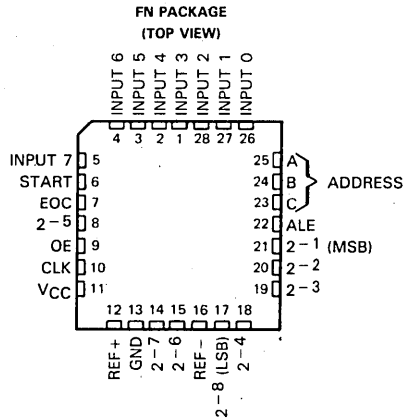 FN PACKAGE
(TOP VIEW)
INPUT 6
INPUT 5
INPUT 4
INPUT 3
INPUT 2
INPUT 1
INPUT 0
4 3 2 1 28 27 26
INPUT 7 5
START 6
EOC 7
2-5 8
OE 9
CLK 10
VCC 11
25 A
24 B
23 C
ADDRESS
22 ALE
21 2-1 (MSB)
20 2-2
19 2-3
12 13 14 15 16 17 18
REF+
GND
2-7
2-6
REF-
2-8 (LSB)
2-4